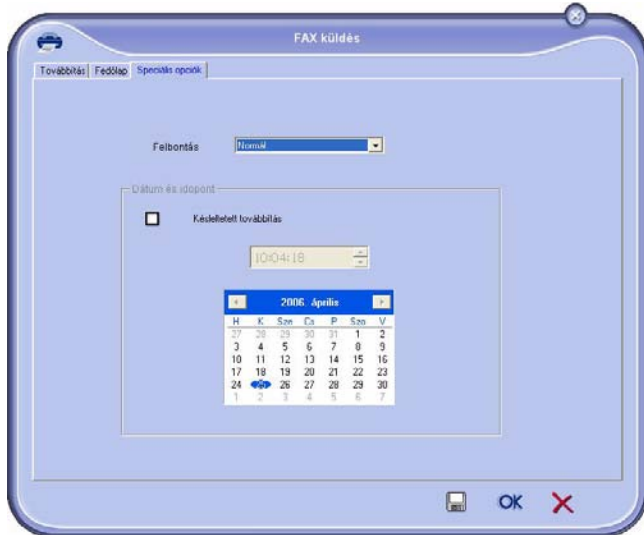 FAX küldés
Továbbítás Fedőlap Speciális opciók
Felbontás Normál
Dátum és időpont
Késleltetett továbbítás
10:04:18
2006. április
H K Sze Cs P Szo V
27 28 29 30 31 1 2
3 4 5 6 7 8 9
10 11 12 13 14 15 16
17 18 19 20 21 22 23
24 25 26 27 28 29 30
1 2 3 4 5 6 7
OK